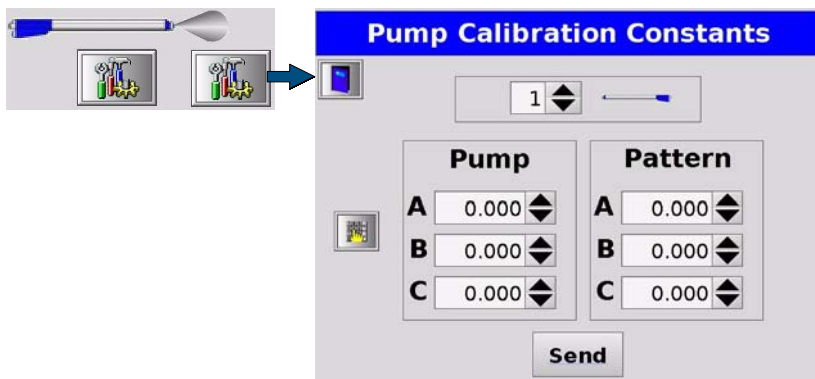 Pump Calibration Constants
1
Pump Pattern
A 0.000 A 0.000
B 0.000 B 0.000
C 0.000 C 0.000
Send